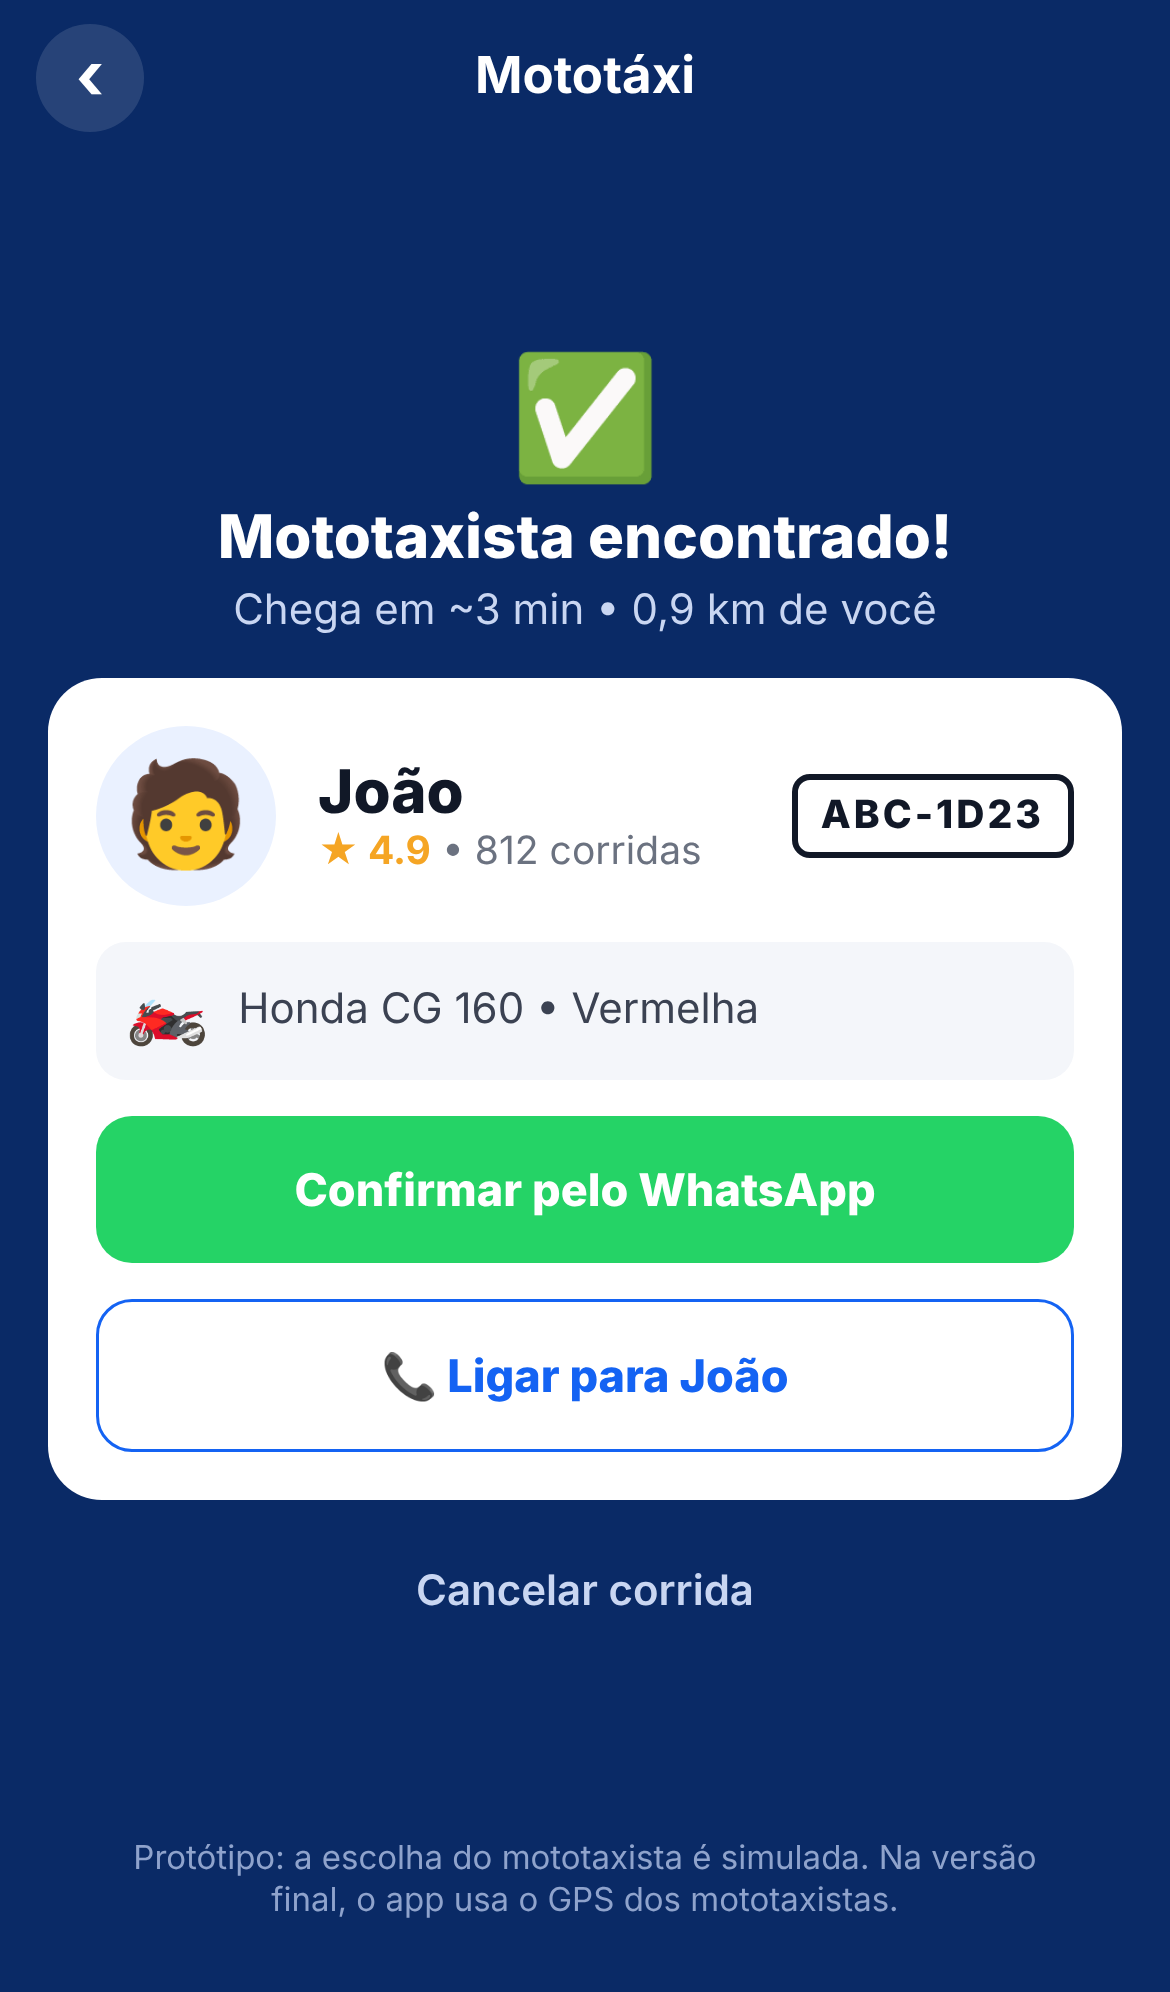 Mototáxi
Mototaxista encontrado!
Chega em ~3 min • 0,9 km de você
João
ABC-1D23
★ 4.9 • 812 corridas
Honda CG 160 • Vermelha
Confirmar pelo WhatsApp
Ligar para João
Cancelar corrida
Protótipo: a escolha do mototaxista é simulada. Na versão
final, o app usa o GPS dos mototaxistas.